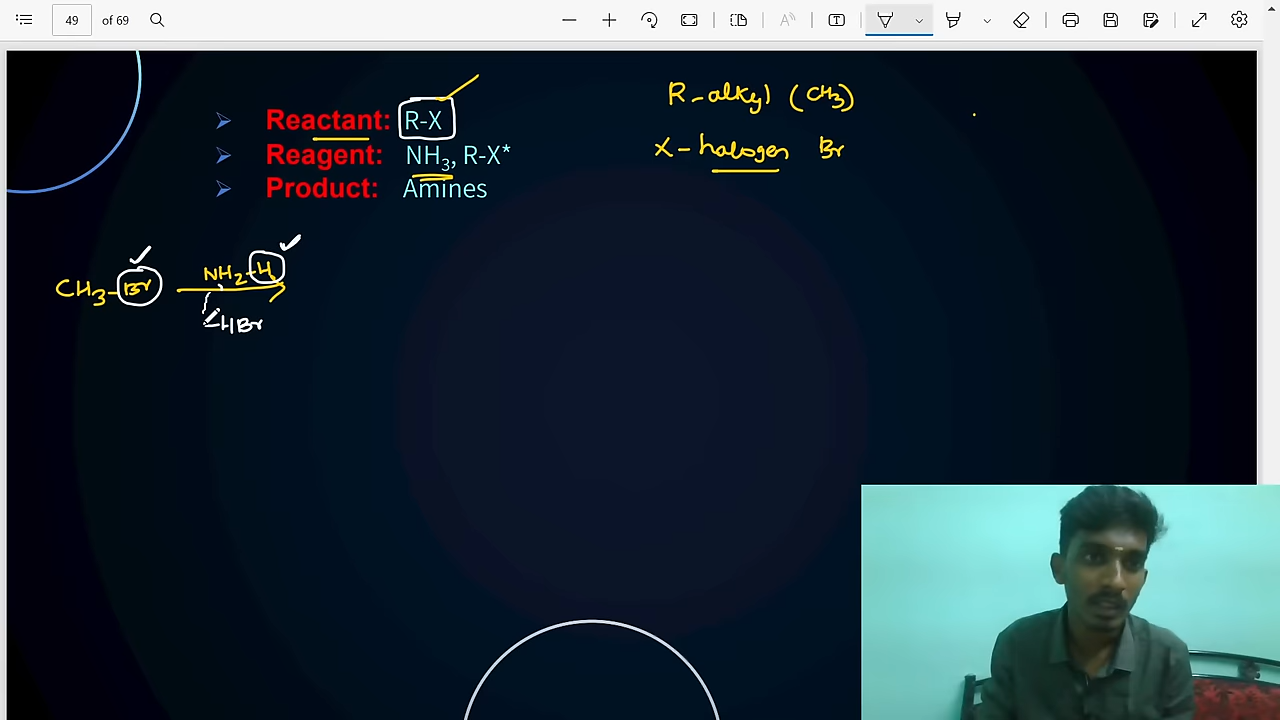 49 of 69
Reactant: R-X
Reagent: NH3, R-X*
Product: Amines
R-alkyl (CH3)
X-halogen Br
CH3-Br NH2-H
-HBr